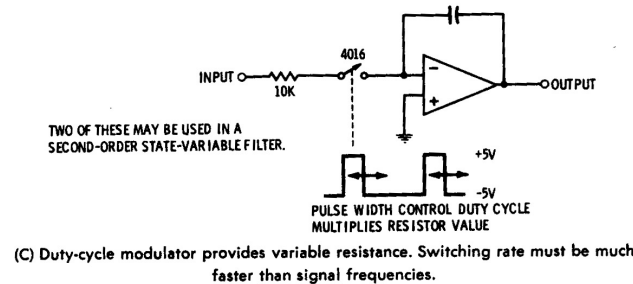 4016
INPUT
10K
−
+
OUTPUT
TWO OF THESE MAY BE USED IN A
SECOND-ORDER STATE-VARIABLE FILTER.
+5V
-5V
PULSE WIDTH CONTROL DUTY CYCLE
MULTIPLIES RESISTOR VALUE
(C) Duty-cycle modulator provides variable resistance. Switching rate must be much
faster than signal frequencies.